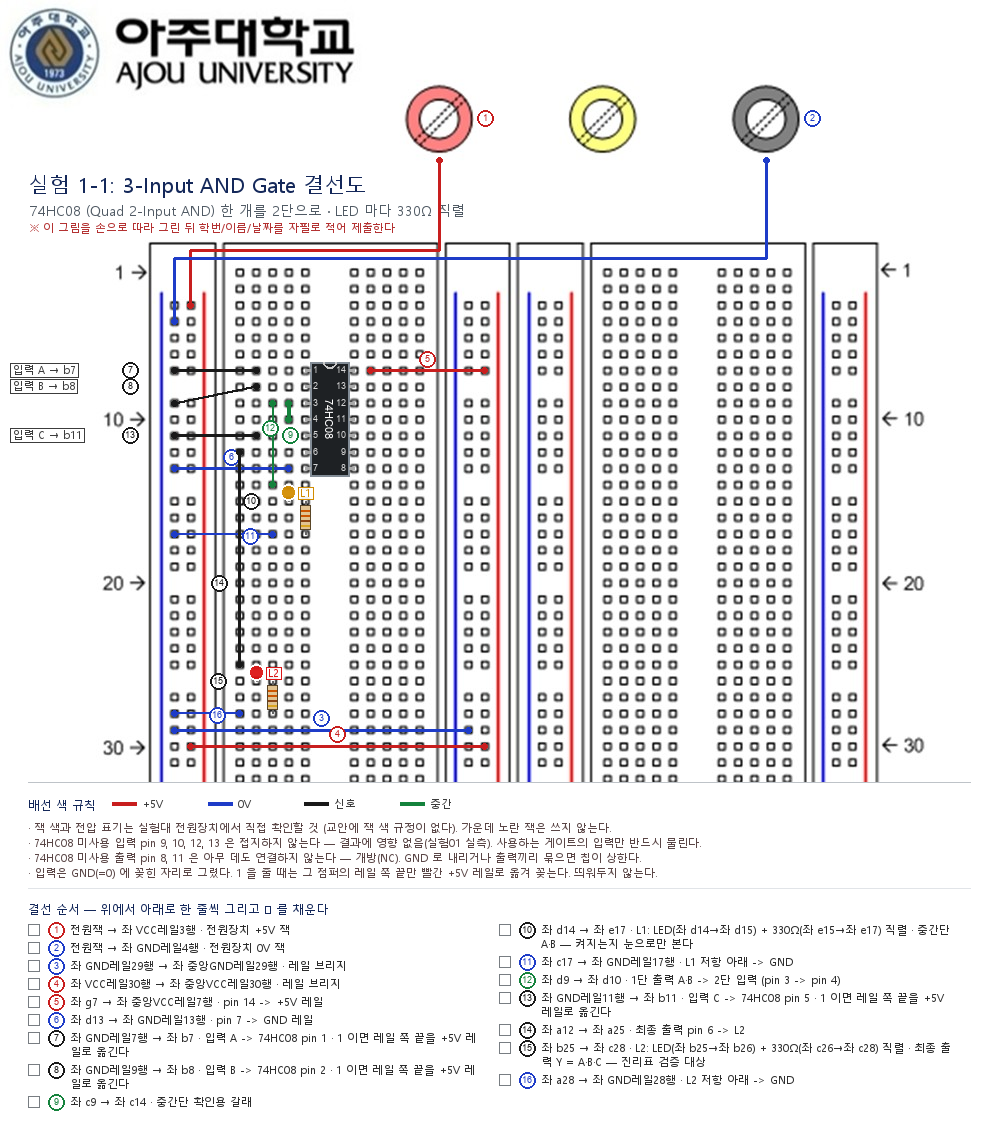 아주대학교
AJOU UNIVERSITY
아주대학교
1973
AJOU UNIVERSITY
1
2
실험 1-1: 3-Input AND Gate 결선도
74HC08 (Quad 2-Input AND) 한 개를 2단으로 · LED 마다 330Ω 직렬
※ 이 그림을 손으로 따라 그린 뒤 학번/이름/날짜를 자필로 적어 제출한다
1 →
← 1
입력 A → b7
7
입력 B → b8
8
5
1 14
2 13
3 12
4 11
5 10
6 9
7 8
74HC08
10 →
← 10
입력 C → b11
13
12
9
6
L1
10
11
20 →
← 20
14
L2
15
16
3
4
30 →
← 30
배선 색 규칙
+5V
0V
신호
중간
· 잭 색과 전압 표기는 실험대 전원장치에서 직접 확인할 것 (교안에 잭 색 규정이 없다). 가운데 노란 잭은 쓰지 않는다.
· 74HC08 미사용 입력 pin 9, 10, 12, 13 은 접지하지 않는다 — 결과에 영향 없음(실험01 실측). 사용하는 게이트의 입력만 반드시 물린다.
· 74HC08 미사용 출력 pin 8, 11 은 아무 데도 연결하지 않는다 — 개방(NC). GND 로 내리거나 출력끼리 묶으면 칩이 상한다.
· 입력은 GND(=0) 에 꽂힌 자리로 그렸다. 1 을 줄 때는 그 점퍼의 레일 쪽 끝만 빨간 +5V 레일로 옮겨 꽂는다. 띄워두지 않는다.
결선 순서 — 위에서 아래로 한 줄씩 그리고 □ 를 채운다
1 전원잭 → 좌 VCC레일3행 · 전원장치 +5V 잭
2 전원잭 → 좌 GND레일4행 · 전원장치 0V 잭
3 좌 GND레일29행 → 좌 중앙GND레일29행 · 레일 브리지
4 좌 VCC레일30행 → 좌 중앙VCC레일30행 · 레일 브리지
5 좌 g7 → 좌 중앙VCC레일7행 · pin 14 -> +5V 레일
6 좌 d13 → 좌 GND레일13행 · pin 7 -> GND 레일
7 좌 GND레일7행 → 좌 b7 · 입력 A -> 74HC08 pin 1 · 1 이면 레일 쪽 끝을 +5V 레
일로 옮긴다
8 좌 GND레일9행 → 좌 b8 · 입력 B -> 74HC08 pin 2 · 1 이면 레일 쪽 끝을 +5V 레
일로 옮긴다
9 좌 c9 → 좌 c14 · 중간단 확인용 갈래
10 좌 d14 → 좌 e17 · L1: LED(좌 d14→좌 d15) + 330Ω(좌 e15→좌 e17) 직렬 · 중간단
A·B — 켜지는지 눈으로만 본다
11 좌 c17 → 좌 GND레일17행 · L1 저항 아래 -> GND
12 좌 d9 → 좌 d10 · 1단 출력 A·B -> 2단 입력 (pin 3 -> pin 4)
13 좌 GND레일11행 → 좌 b11 · 입력 C -> 74HC08 pin 5 · 1 이면 레일 쪽 끝을 +5V
레일로 옮긴다
14 좌 a12 → 좌 a25 · 최종 출력 pin 6 -> L2
15 좌 b25 → 좌 c28 · L2: LED(좌 b25→좌 b26) + 330Ω(좌 c26→좌 c28) 직렬 · 최종 출
력 Y = A·B·C — 진리표 검증 대상
16 좌 a28 → 좌 GND레일28행 · L2 저항 아래 -> GND